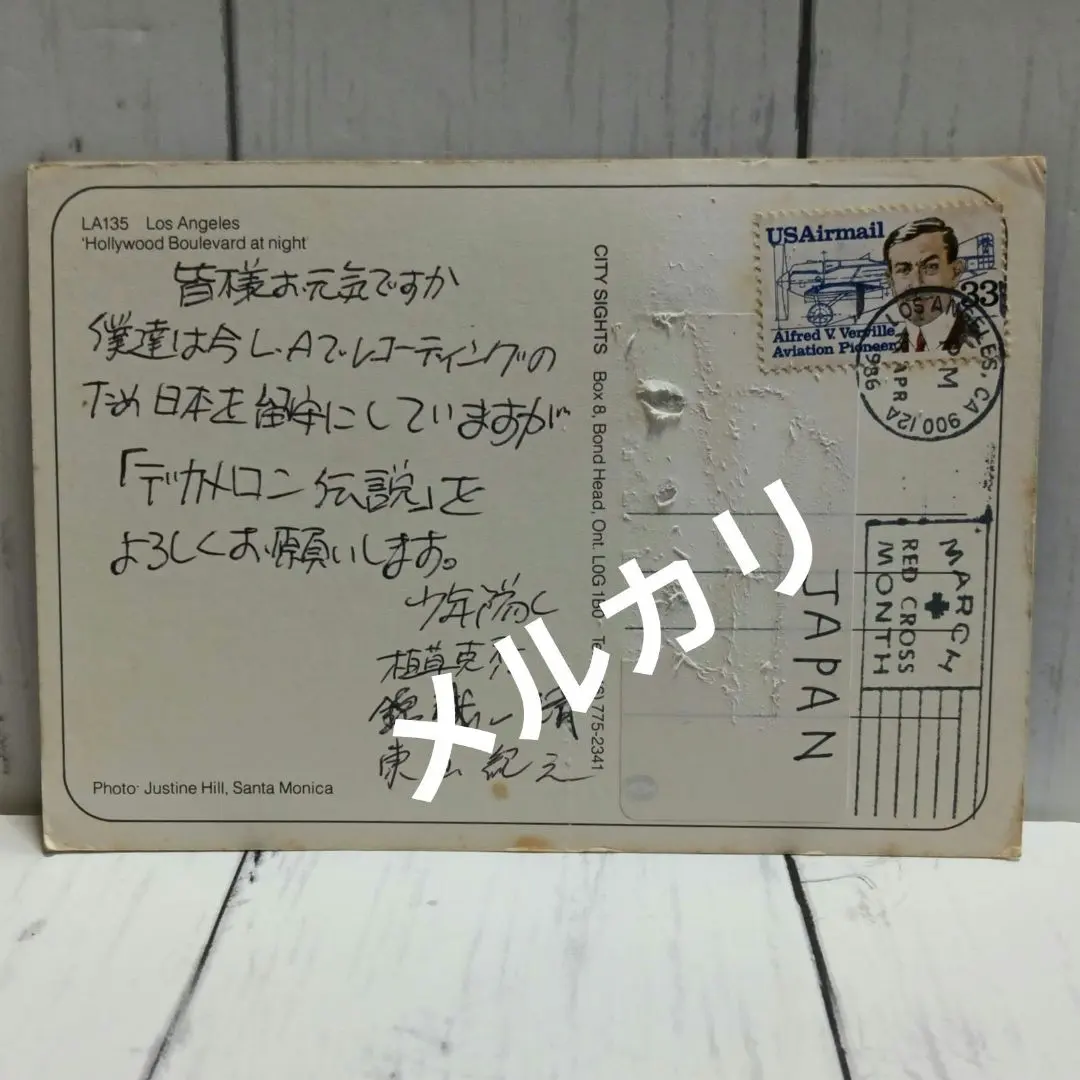 LA135 Los Angeles
'Hollywood Boulevard at night'
皆様お元気ですか
僕達は今L.Aでレコーディングの
ため日本を留守にしていますが
「デカメロン伝説」を
よろしくお願いします。
少年隊
植草克秀
錦織一清
東山紀之
Photo· Justine Hill, Santa Monica
CITY SIGHTS Box 8, Bond Head, Ont. L0G 1B0
775-2341
USAirmail
33
Alfred V. Verville
Aviation Pioneer
LOS ANGELES, CA 900 12A
PM
APR
1986
MARCH
RED CROSS
MONTH
JAPAN
メルカリ